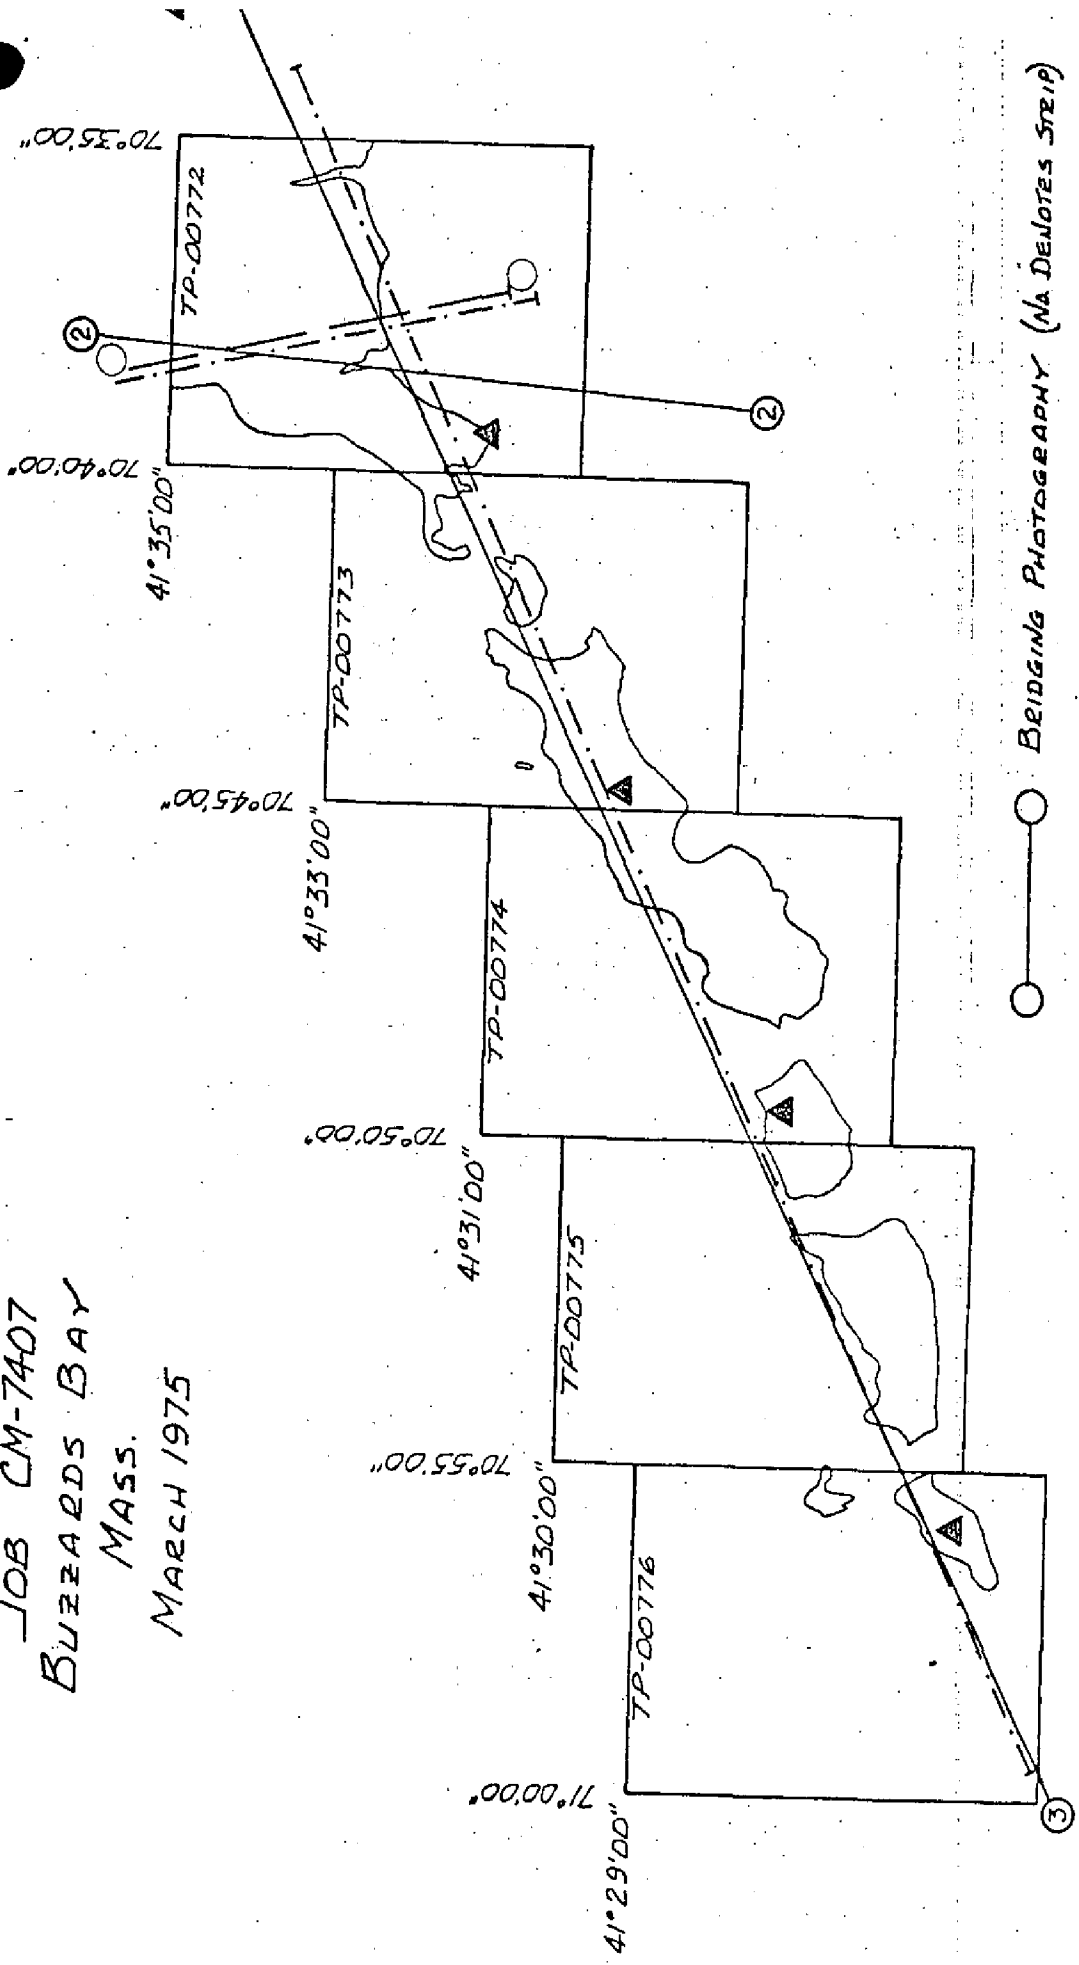 JOB CM-7407
BUZZARDS BAY
MASS.
MARCH 1975
70°35'00"
TP-00772
②
②
70°40'00"
41°35'00"
TP-00773
70°45'00"
41°33'00"
TP-00774
70°50'00"
41°31'00"
TP-00775
70°55'00"
41°30'00"
TP-00776
71°00'00"
41°29'00"
③
BRIDGING PHOTOGRAPHY (No. DENOTES STRIP)